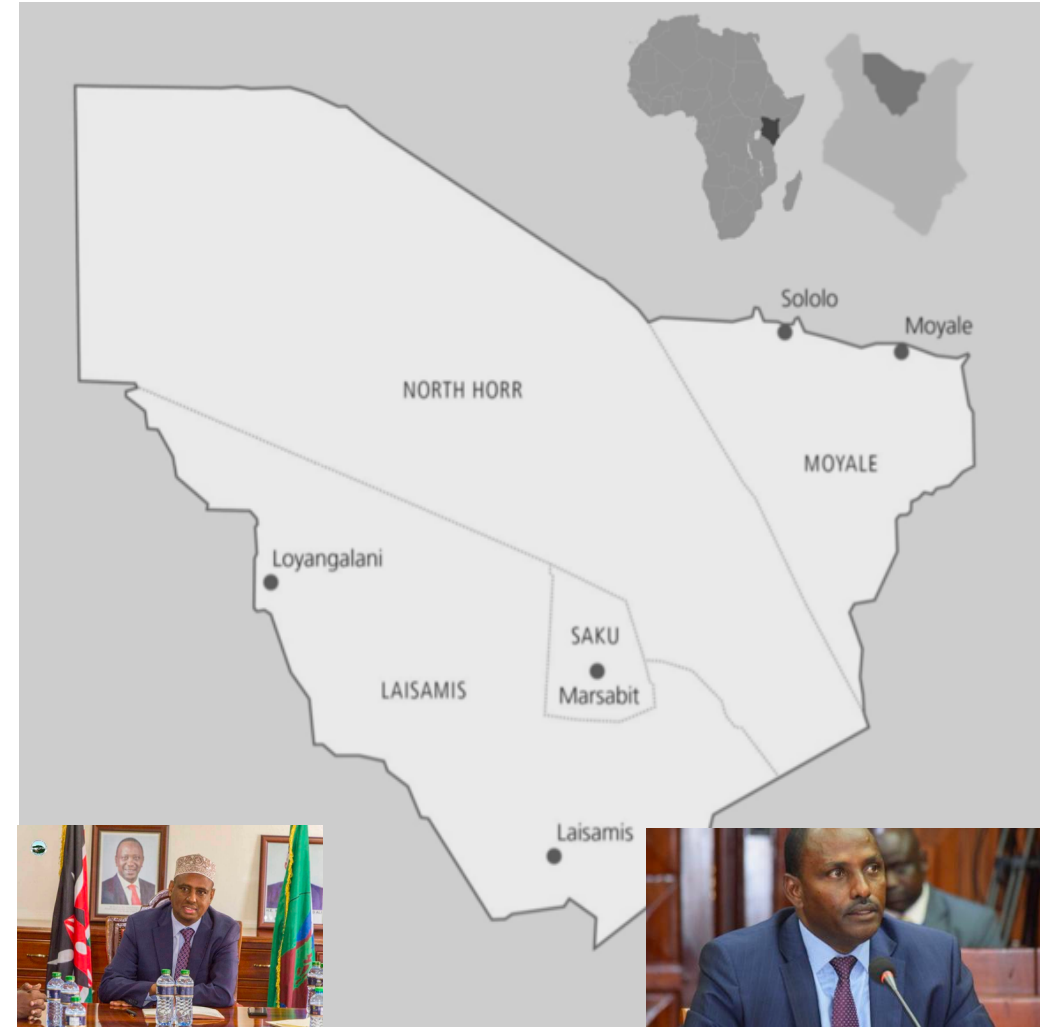 Sololo
Moyale
NORTH HORR
MOYALE
Loyangalani
SAKU
LAISAMIS
Marsabit
Laisamis